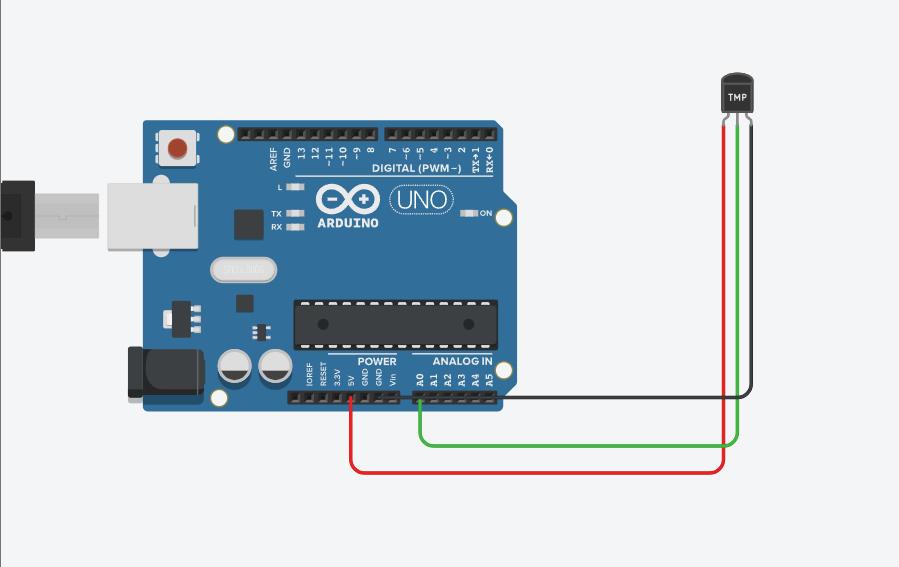 TMP
AREF
GND
13
12
~11
~10
~9
8
7
~6
~5
4
~3
2
TX→1
RX←0
DIGITAL (PWM~)
L
TX
RX
ARDUINO
UNO
ON
POWER
ANALOG IN
IOREF
RESET
3.3V
5V
GND
GND
Vin
A0
A1
A2
A3
A4
A5